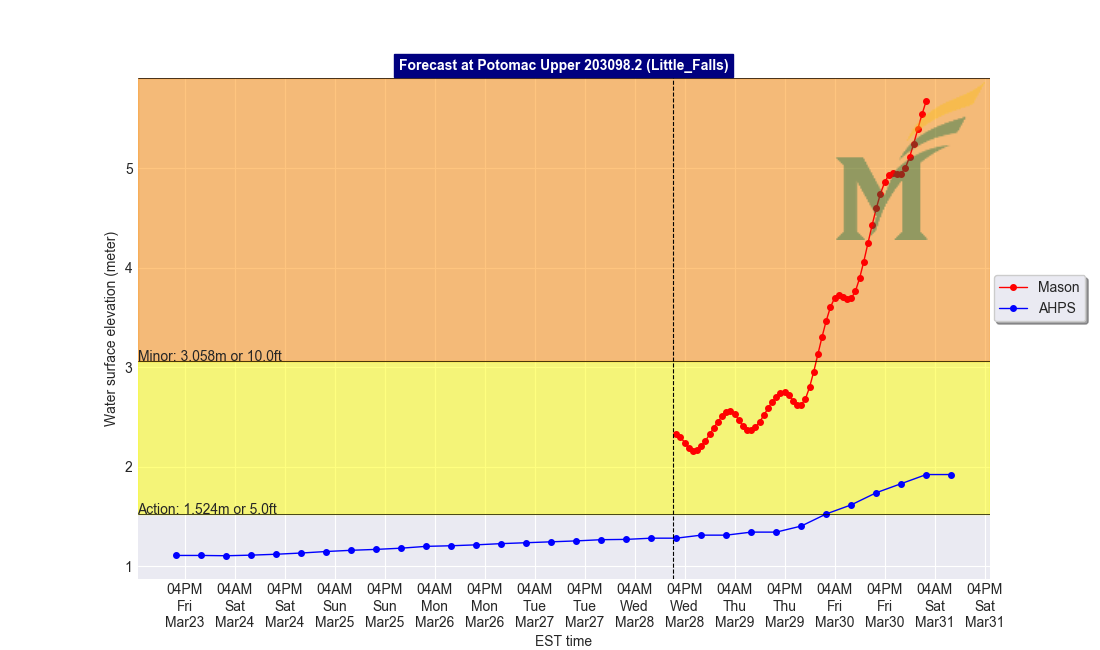 Forecast at Potomac Upper 203098.2 (Little_Falls)
M
5
4
3
2
1
Water surface elevation (meter)
Minor: 3.058m or 10.0ft
Action: 1.524m or 5.0ft
Mason
AHPS
04PM 04AM 04PM 04AM 04PM 04AM 04PM 04AM 04PM 04AM 04PM 04AM 04PM 04AM 04PM 04AM 04PM
Fri Sat Sat Sun Sun Mon Mon Tue Tue Wed Wed Thu Thu Fri Fri Sat Sat
Mar23 Mar24 Mar24 Mar25 Mar25 Mar26 Mar26 Mar27 Mar27 Mar28 Mar28 Mar29 Mar29 Mar30 Mar30 Mar31 Mar31
EST time